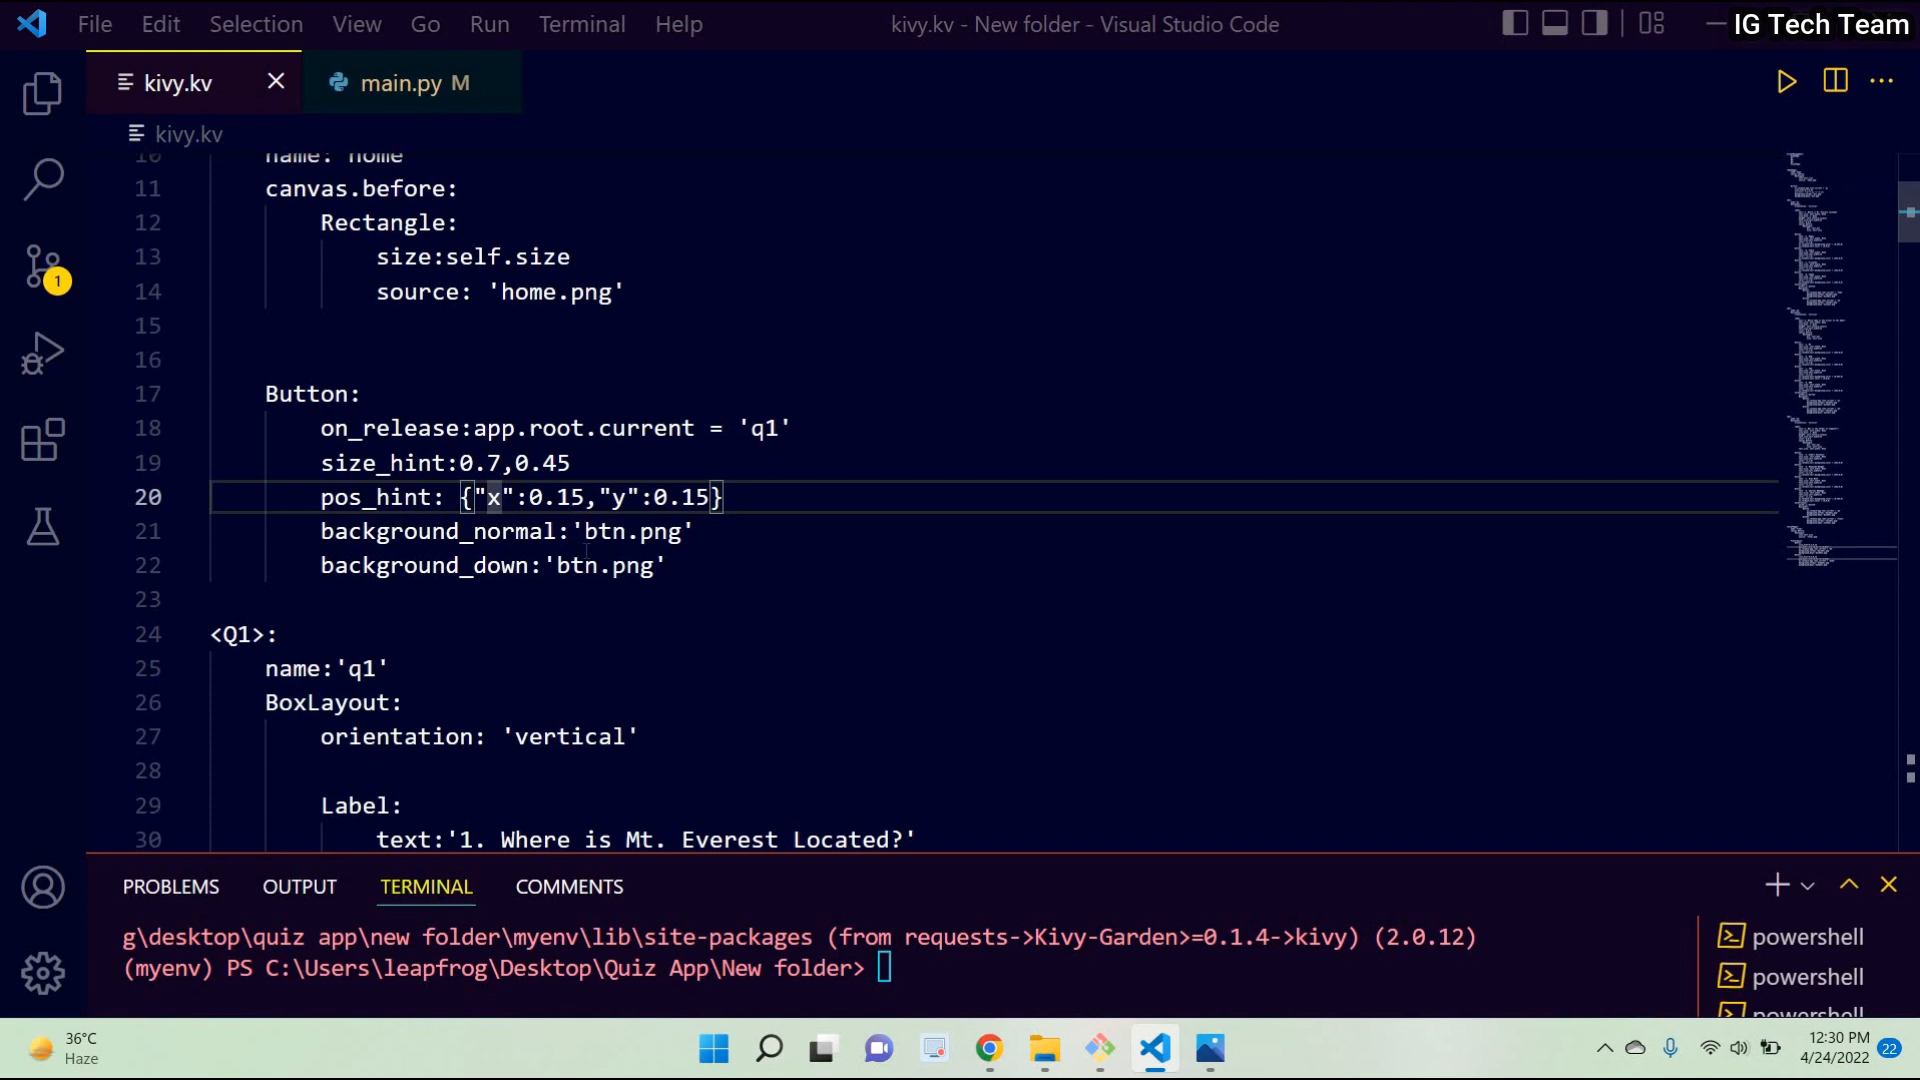 File Edit Selection View Go Run Terminal Help
kivy.kv - New folder - Visual Studio Code
IG Tech Team
kivy.kv
main.py M
kivy.kv
10 name: 'home'
11 canvas.before:
12 Rectangle:
13 size:self.size
14 source: 'home.png'
15
16
17 Button:
18 on_release:app.root.current = 'q1'
19 size_hint:0.7,0.45
20 pos_hint: {"x":0.15,"y":0.15}
21 background_normal:'btn.png'
22 background_down:'btn.png'
23
24 <Q1>:
25 name:'q1'
26 BoxLayout:
27 orientation: 'vertical'
28
29 Label:
30 text:'1. Where is Mt. Everest Located?'
1
PROBLEMS OUTPUT TERMINAL COMMENTS
g\desktop\quiz app\new folder\myenv\lib\site-packages (from requests->Kivy-Garden>=0.1.4->kivy) (2.0.12)
(myenv) PS C:\Users\leapfrog\Desktop\Quiz App\New folder>
powershell
powershell
powershell
36°C
Haze
12:30 PM
4/24/2022
22